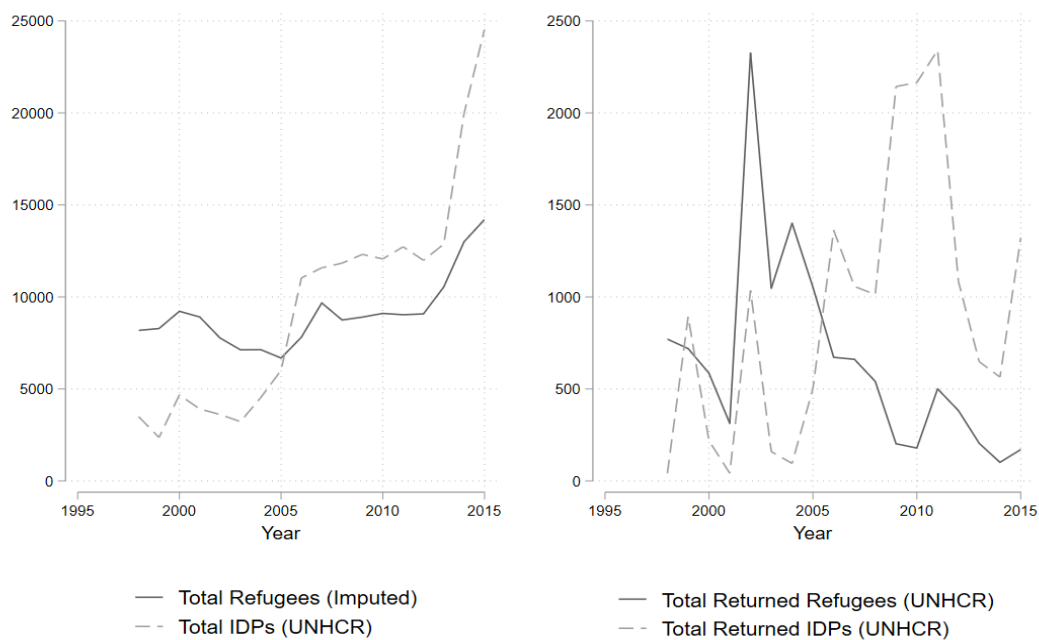 25000
20000
15000
10000
5000
0
1995 2000 2005 2010 2015
Year
Total Refugees (Imputed)
Total IDPs (UNHCR)
2500
2000
1500
1000
500
0
1995 2000 2005 2010 2015
Year
Total Returned Refugees (UNHCR)
Total Returned IDPs (UNHCR)